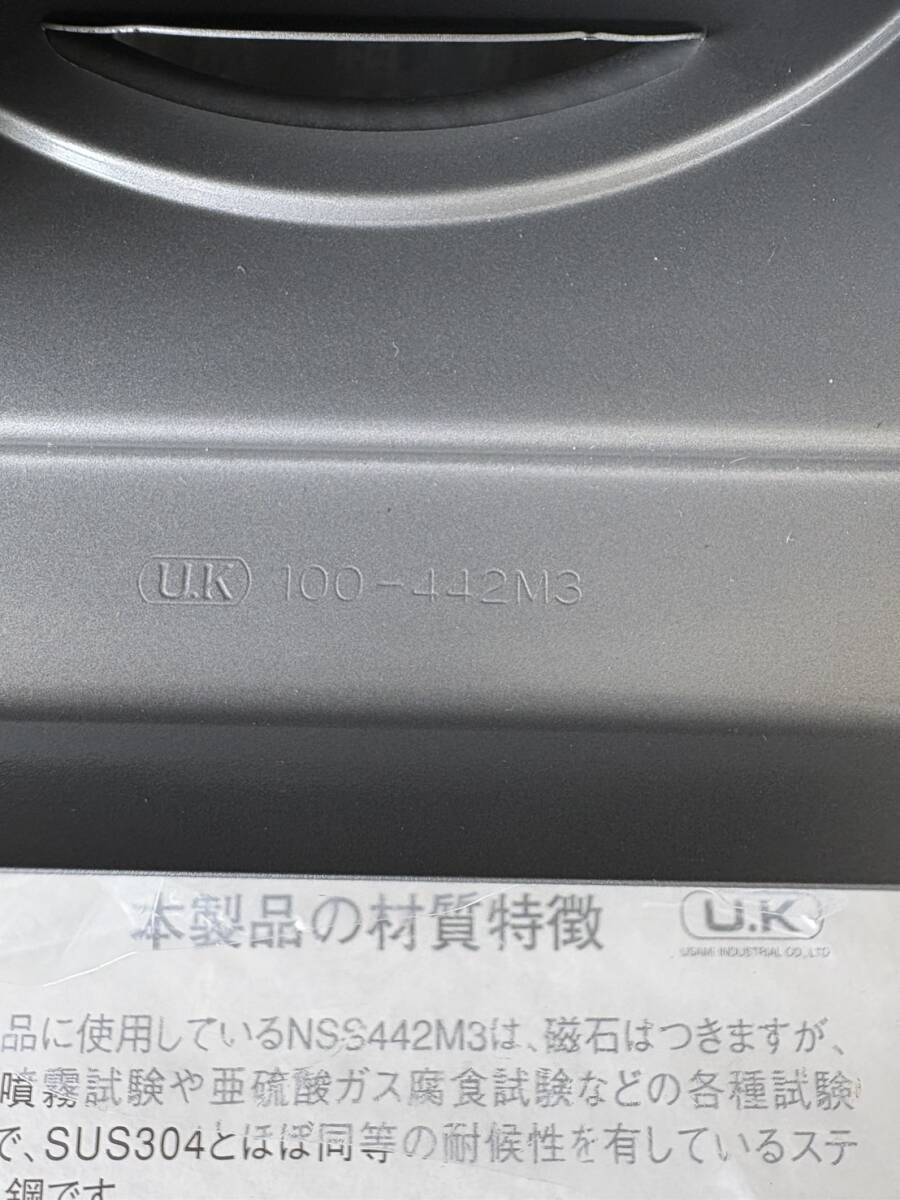 U.K 100-442M3
本製品の材質特徴 U.K
USAMI INDUSTRIAL CO., LTD
品に使用しているNSS442M3は、磁石はつきますが、
噴霧試験や亜硫酸ガス腐食試験などの各種試験
で、SUS304とほぼ同等の耐候性を有しているステ
鋼です